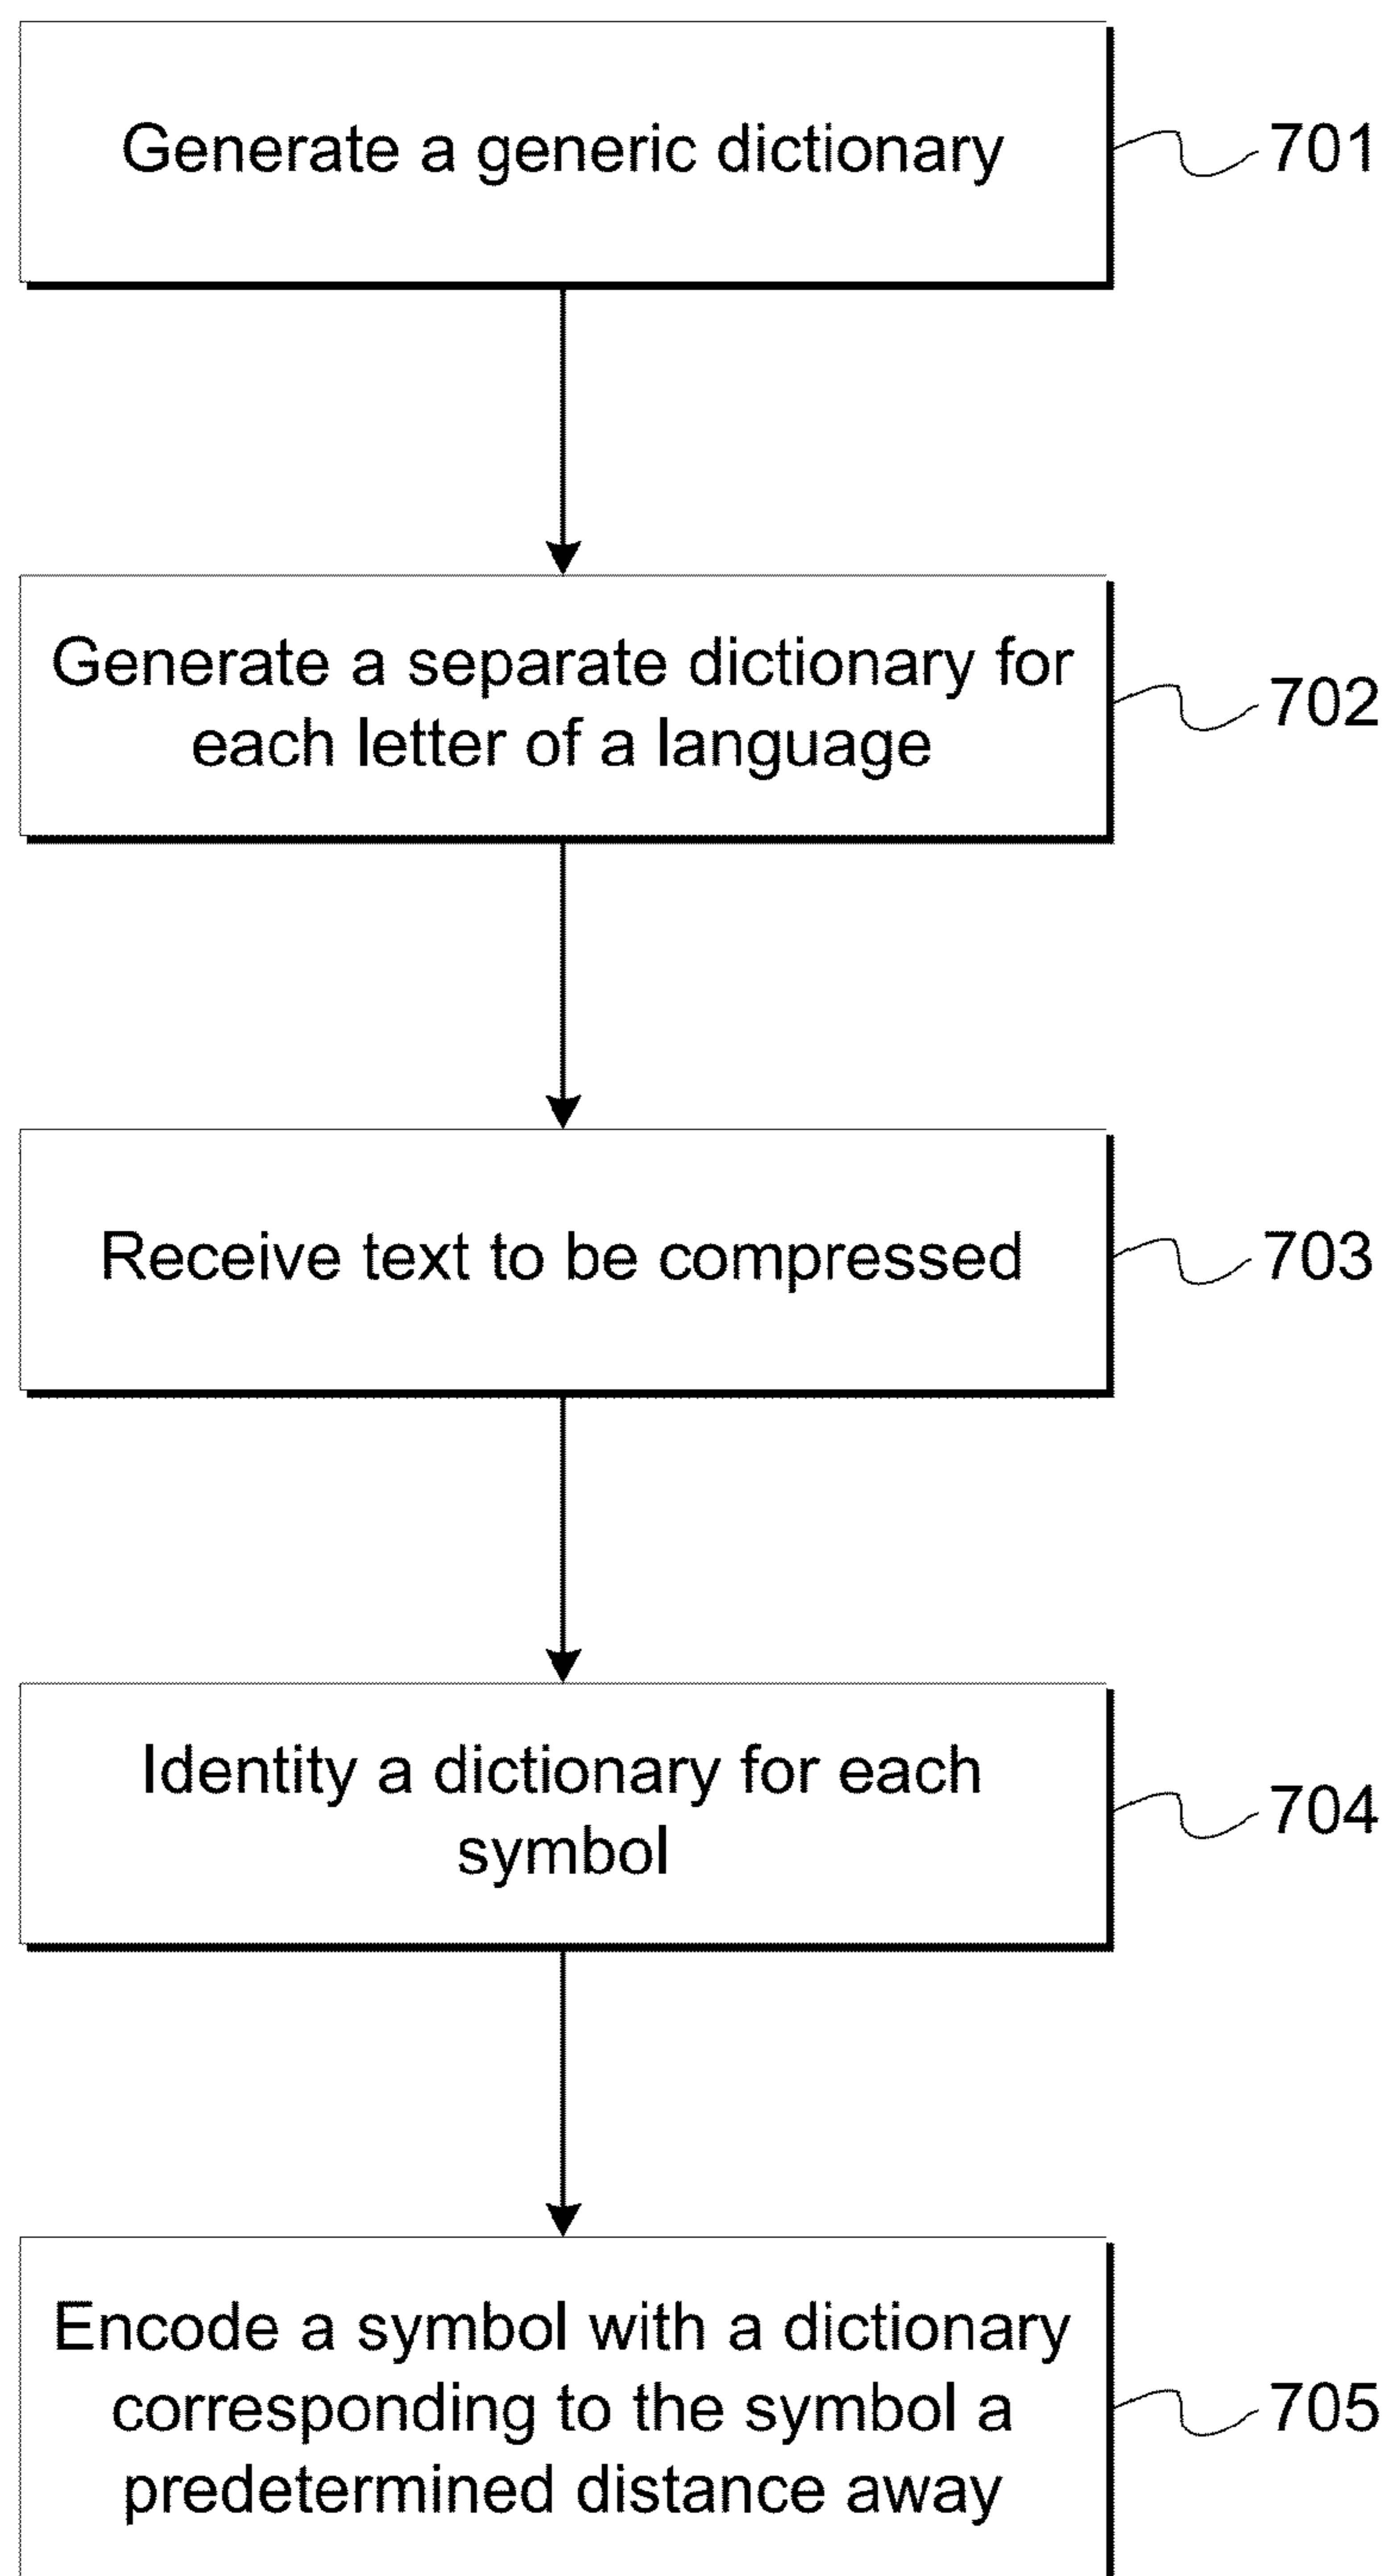 Generate a generic dictionary
701
Generate a separate dictionary for
each letter of a language
702
Receive text to be compressed
703
Identity a dictionary for each
symbol
704
Encode a symbol with a dictionary
corresponding to the symbol a
predetermined distance away
705